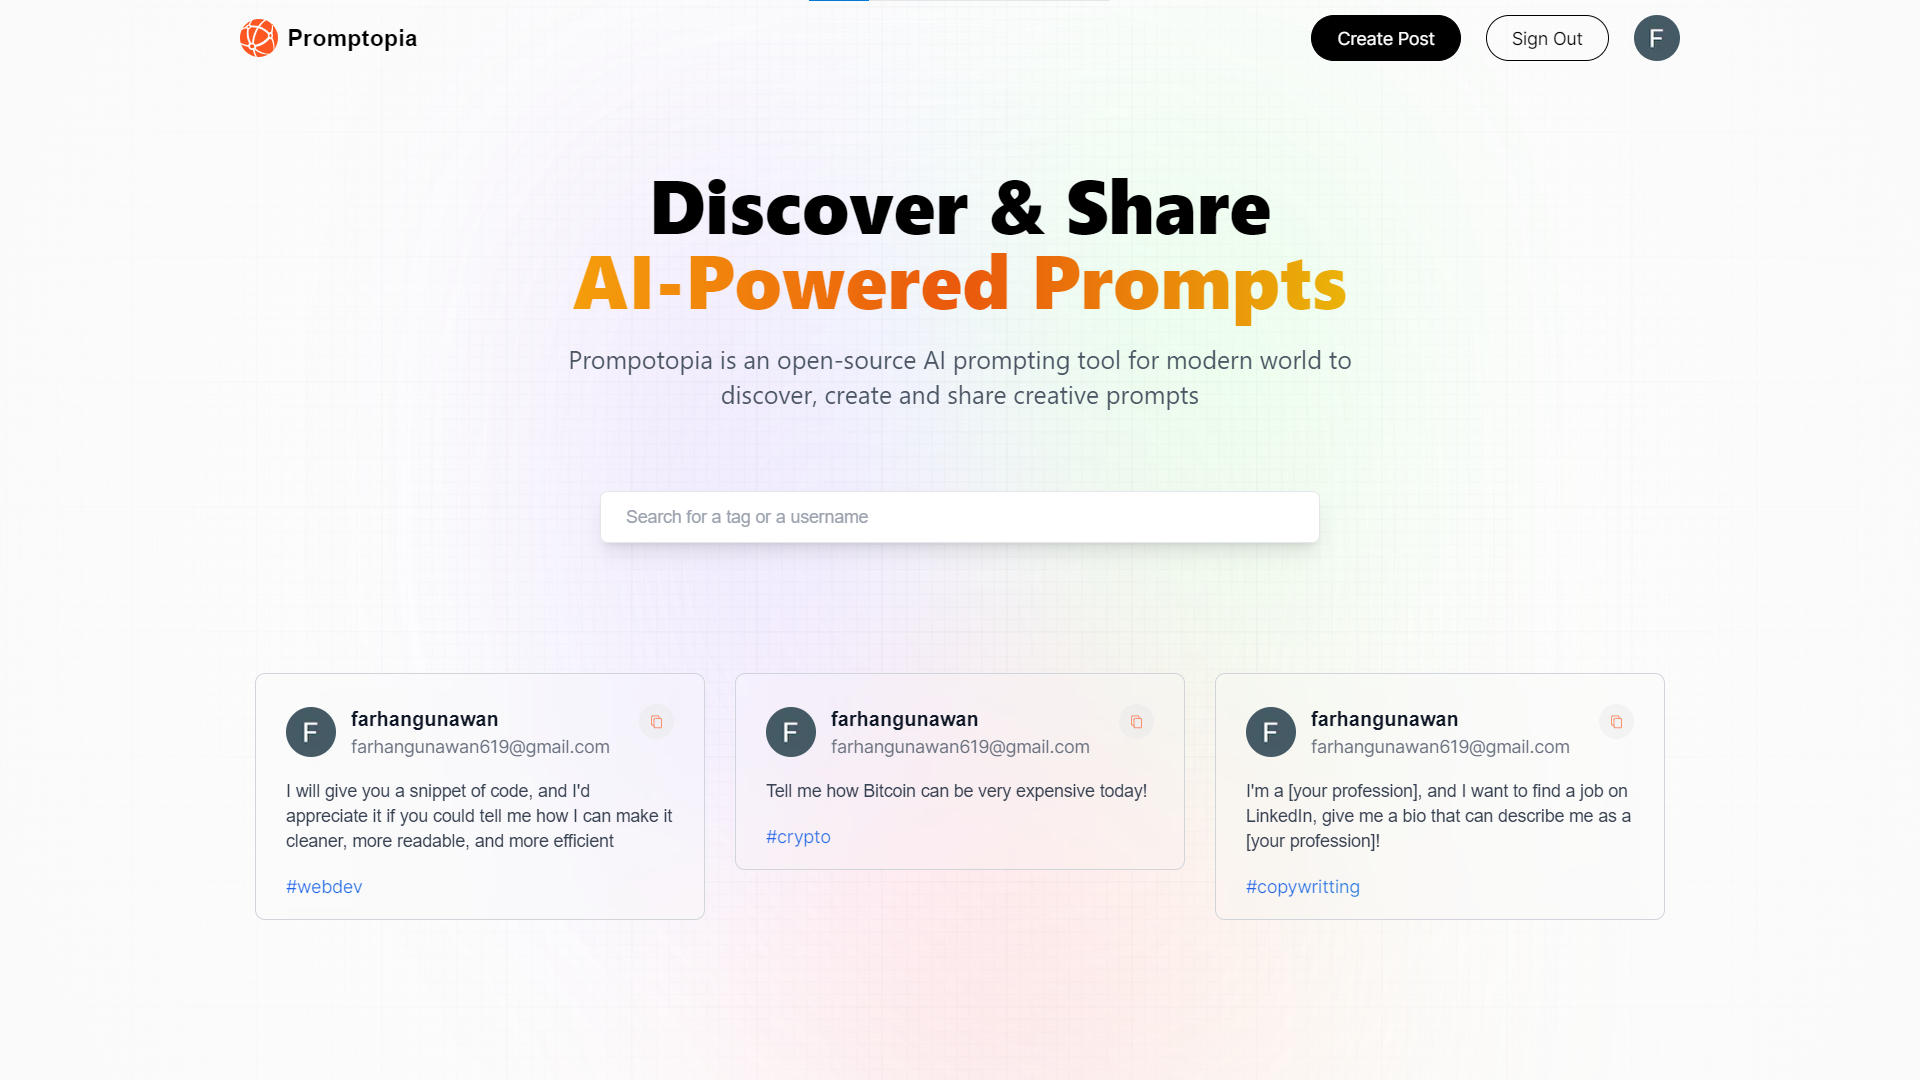 Promptopia
Create Post
Sign Out
F
Discover & Share
AI-Powered Prompts
Prompotopia is an open-source AI prompting tool for modern world to
discover, create and share creative prompts
Search for a tag or a username
F
farhangunawan
farhangunawan619@gmail.com
I will give you a snippet of code, and I'd
appreciate it if you could tell me how I can make it
cleaner, more readable, and more efficient
#webdev
F
farhangunawan
farhangunawan619@gmail.com
Tell me how Bitcoin can be very expensive today!
#crypto
F
farhangunawan
farhangunawan619@gmail.com
I'm a [your profession], and I want to find a job on
LinkedIn, give me a bio that can describe me as a
[your profession]!
#copywritting